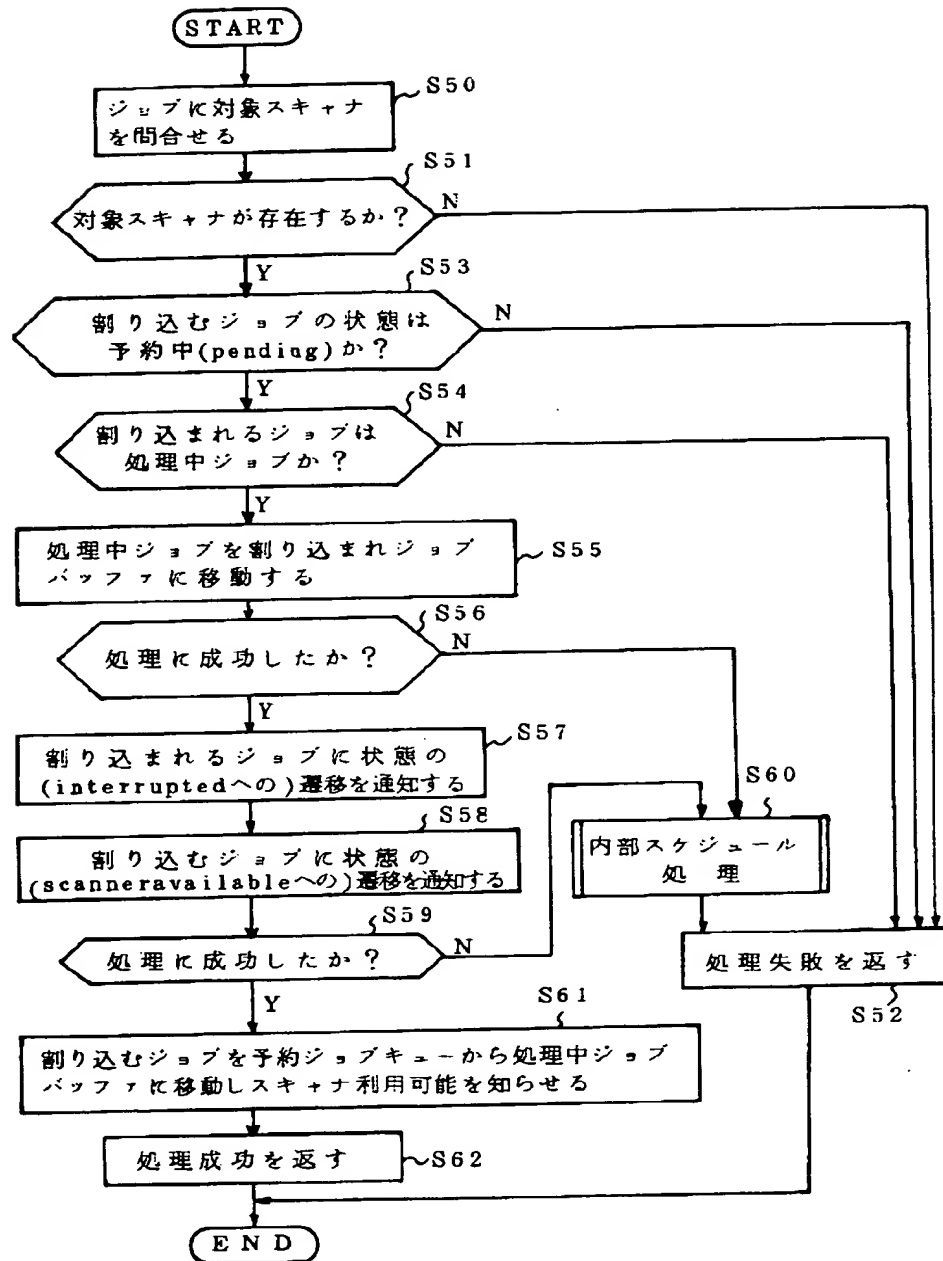 START
S50
ジョブに対象スキャナ
を問合せる
S51
対象スキャナが存在するか？
N
Y
S53
割り込むジョブの状態は
予約中(pending)か？
N
Y
S54
割り込まれるジョブは
処理中ジョブか？
N
Y
処理中ジョブを割り込まれジョブ
バッファに移動する
S55
S56
処理に成功したか？
N
Y
割り込まれるジョブに状態の
(interruptedへの)遷移を通知する
S57
S58
割り込むジョブに状態の
(scanneravailableへの)遷移を通知する
S60
内部スケジュール
処　理
S59
処理に成功したか？
N
Y
処理失敗を返す
S52
S61
割り込むジョブを予約ジョブキューから処理中ジョブ
バッファに移動しスキャナ利用可能を知らせる
処理成功を返す
S62
END